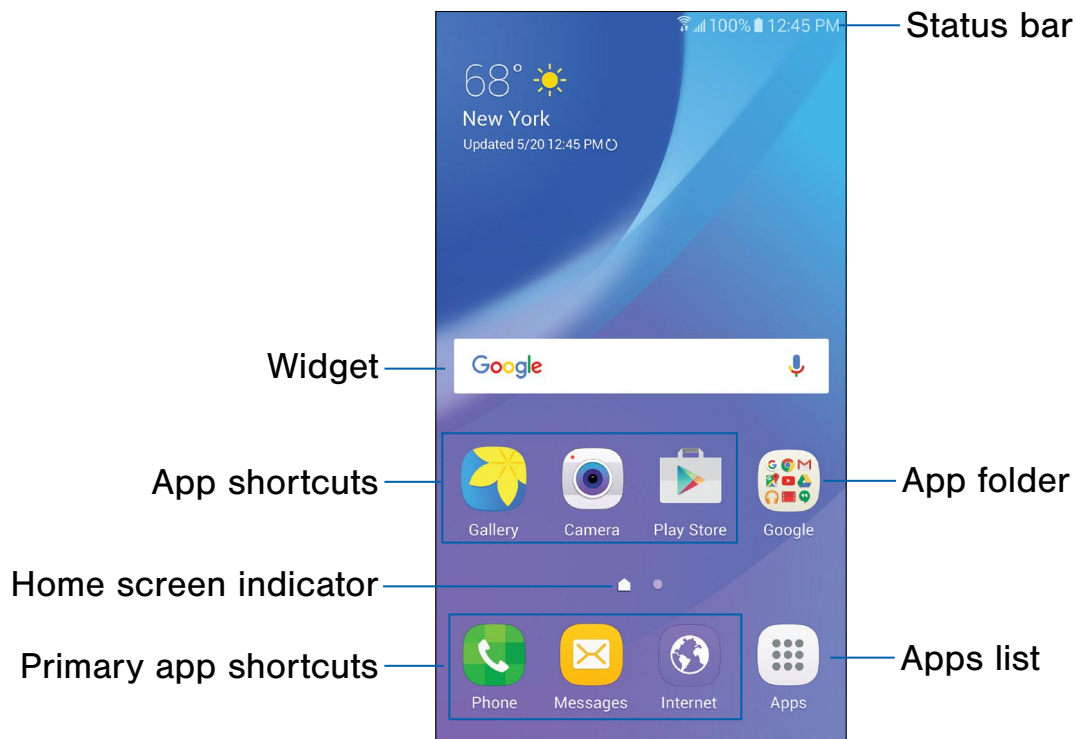 100% 12:45 PM
Status bar
68°
New York
Updated 5/20 12:45 PM
Widget
Google
App shortcuts
App folder
Gallery Camera Play Store Google
Home screen indicator
Primary app shortcuts
Apps list
Phone Messages Internet Apps